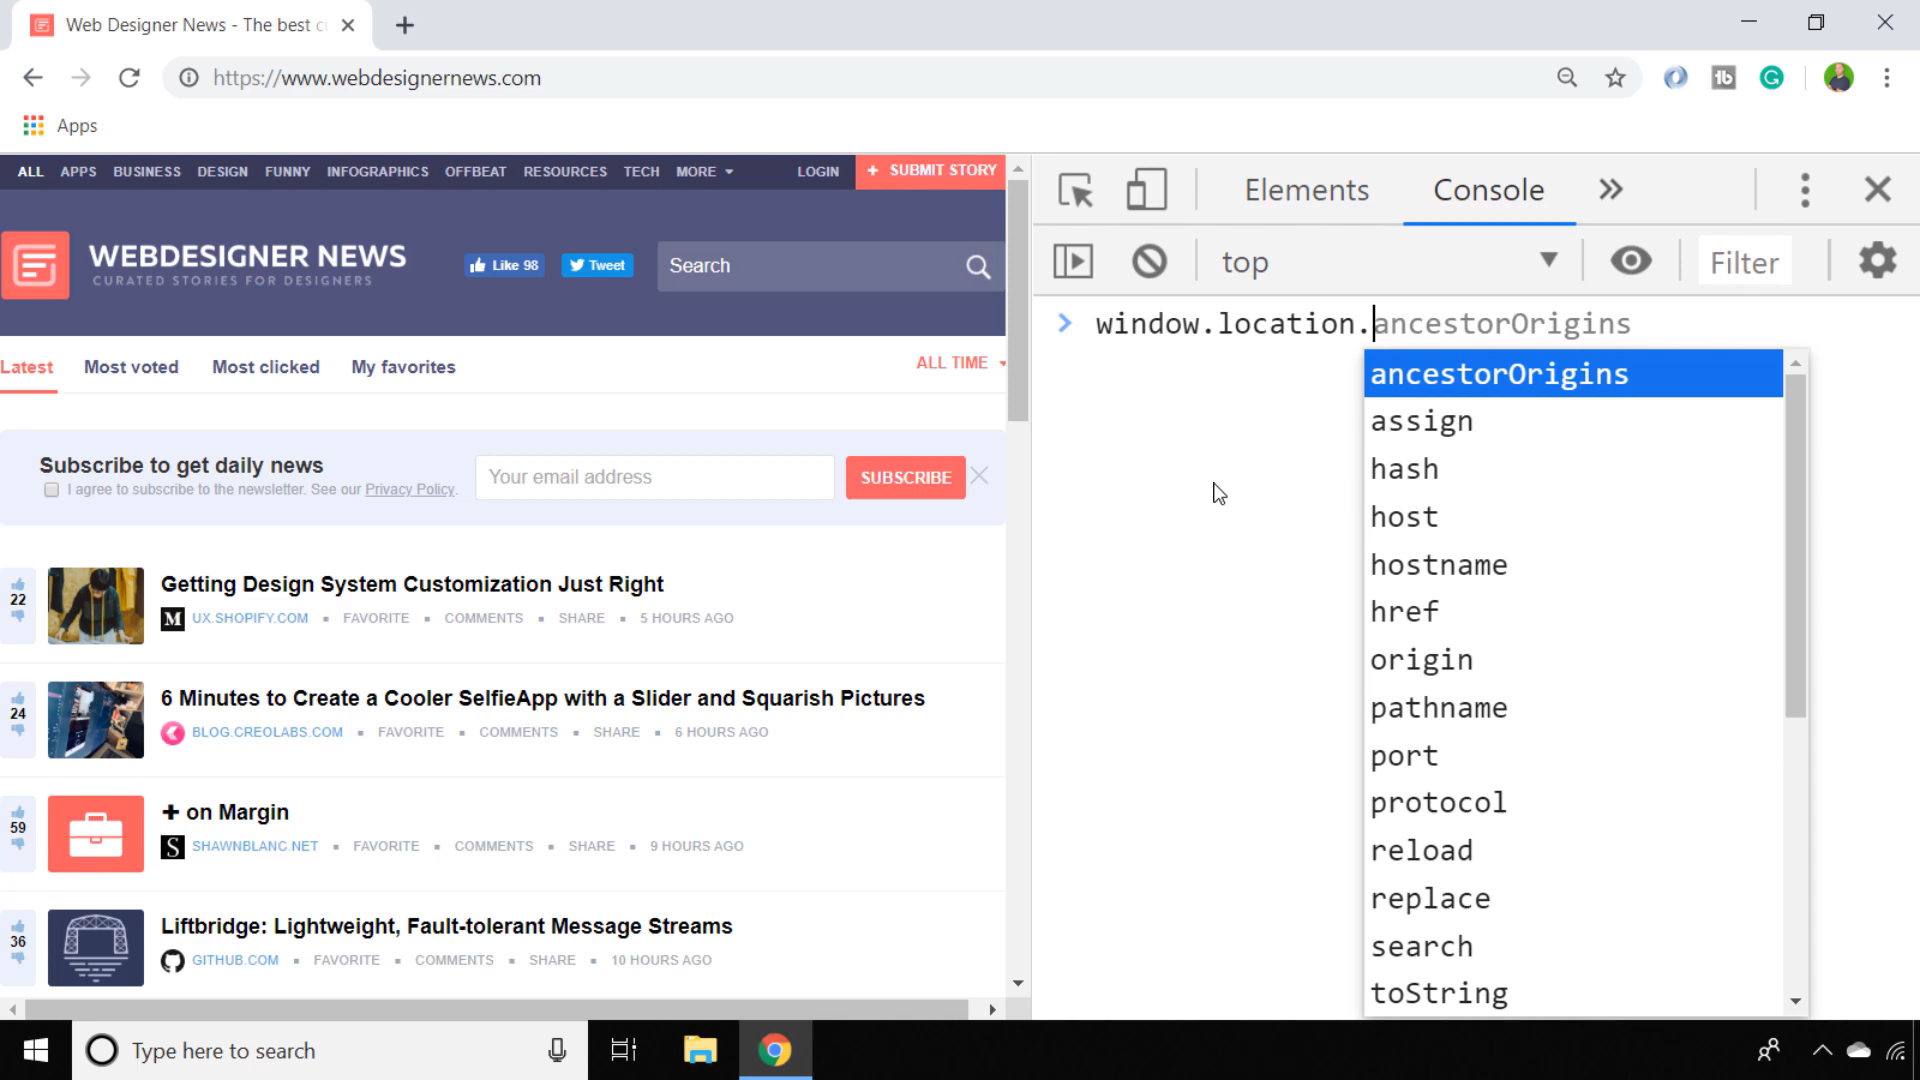 Web Designer News - The best c
https://www.webdesignernews.com
Apps
ALL APPS BUSINESS DESIGN FUNNY INFOGRAPHICS OFFBEAT RESOURCES TECH MORE LOGIN + SUBMIT STORY
WEBDESIGNER NEWS
CURATED STORIES FOR DESIGNERS
Like 98
Tweet
Search
Latest Most voted Most clicked My favorites ALL TIME
Subscribe to get daily news
I agree to subscribe to the newsletter. See our Privacy Policy.
Your email address
SUBSCRIBE
22
Getting Design System Customization Just Right
M UX.SHOPIFY.COM ▪ FAVORITE ▪ COMMENTS ▪ SHARE ▪ 5 HOURS AGO
24
6 Minutes to Create a Cooler SelfieApp with a Slider and Squarish Pictures
BLOG.CREOLABS.COM ▪ FAVORITE ▪ COMMENTS ▪ SHARE ▪ 6 HOURS AGO
59
+ on Margin
S SHAWNBLANC.NET ▪ FAVORITE ▪ COMMENTS ▪ SHARE ▪ 9 HOURS AGO
36
Liftbridge: Lightweight, Fault-tolerant Message Streams
GITHUB.COM ▪ FAVORITE ▪ COMMENTS ▪ SHARE ▪ 10 HOURS AGO
Elements Console »
top Filter
> window.location.ancestorOrigins
ancestorOrigins
assign
hash
host
hostname
href
origin
pathname
port
protocol
reload
replace
search
toString
Type here to search